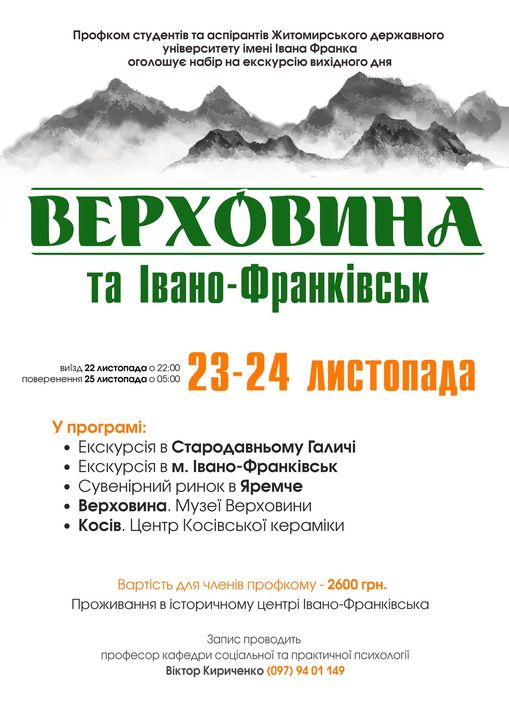 Профком студентів та аспірантів Житомирського державного
університету імені Івана Франка
оголошує набір на екскурсію вихідного дня
ВЕРХОВИНА
та Івано-Франківськ
виїзд 22 листопада о 22:00
поверенення 25 листопада о 05:00
23-24 листопада
У програмі:
• Екскурсія в Стародавньому Галичі
• Екскурсія в м. Івано-Франківськ
• Сувенірний ринок в Яремче
• Верховина. Музеї Верховини
• Косів. Центр Косівської кераміки
Вартість для членів профкому - 2600 грн.
Проживання в історичному центрі Івано-Франківська
Запис проводить
професор кафедри соціальної та практичної психології
Віктор Кириченко (097) 94 01 149